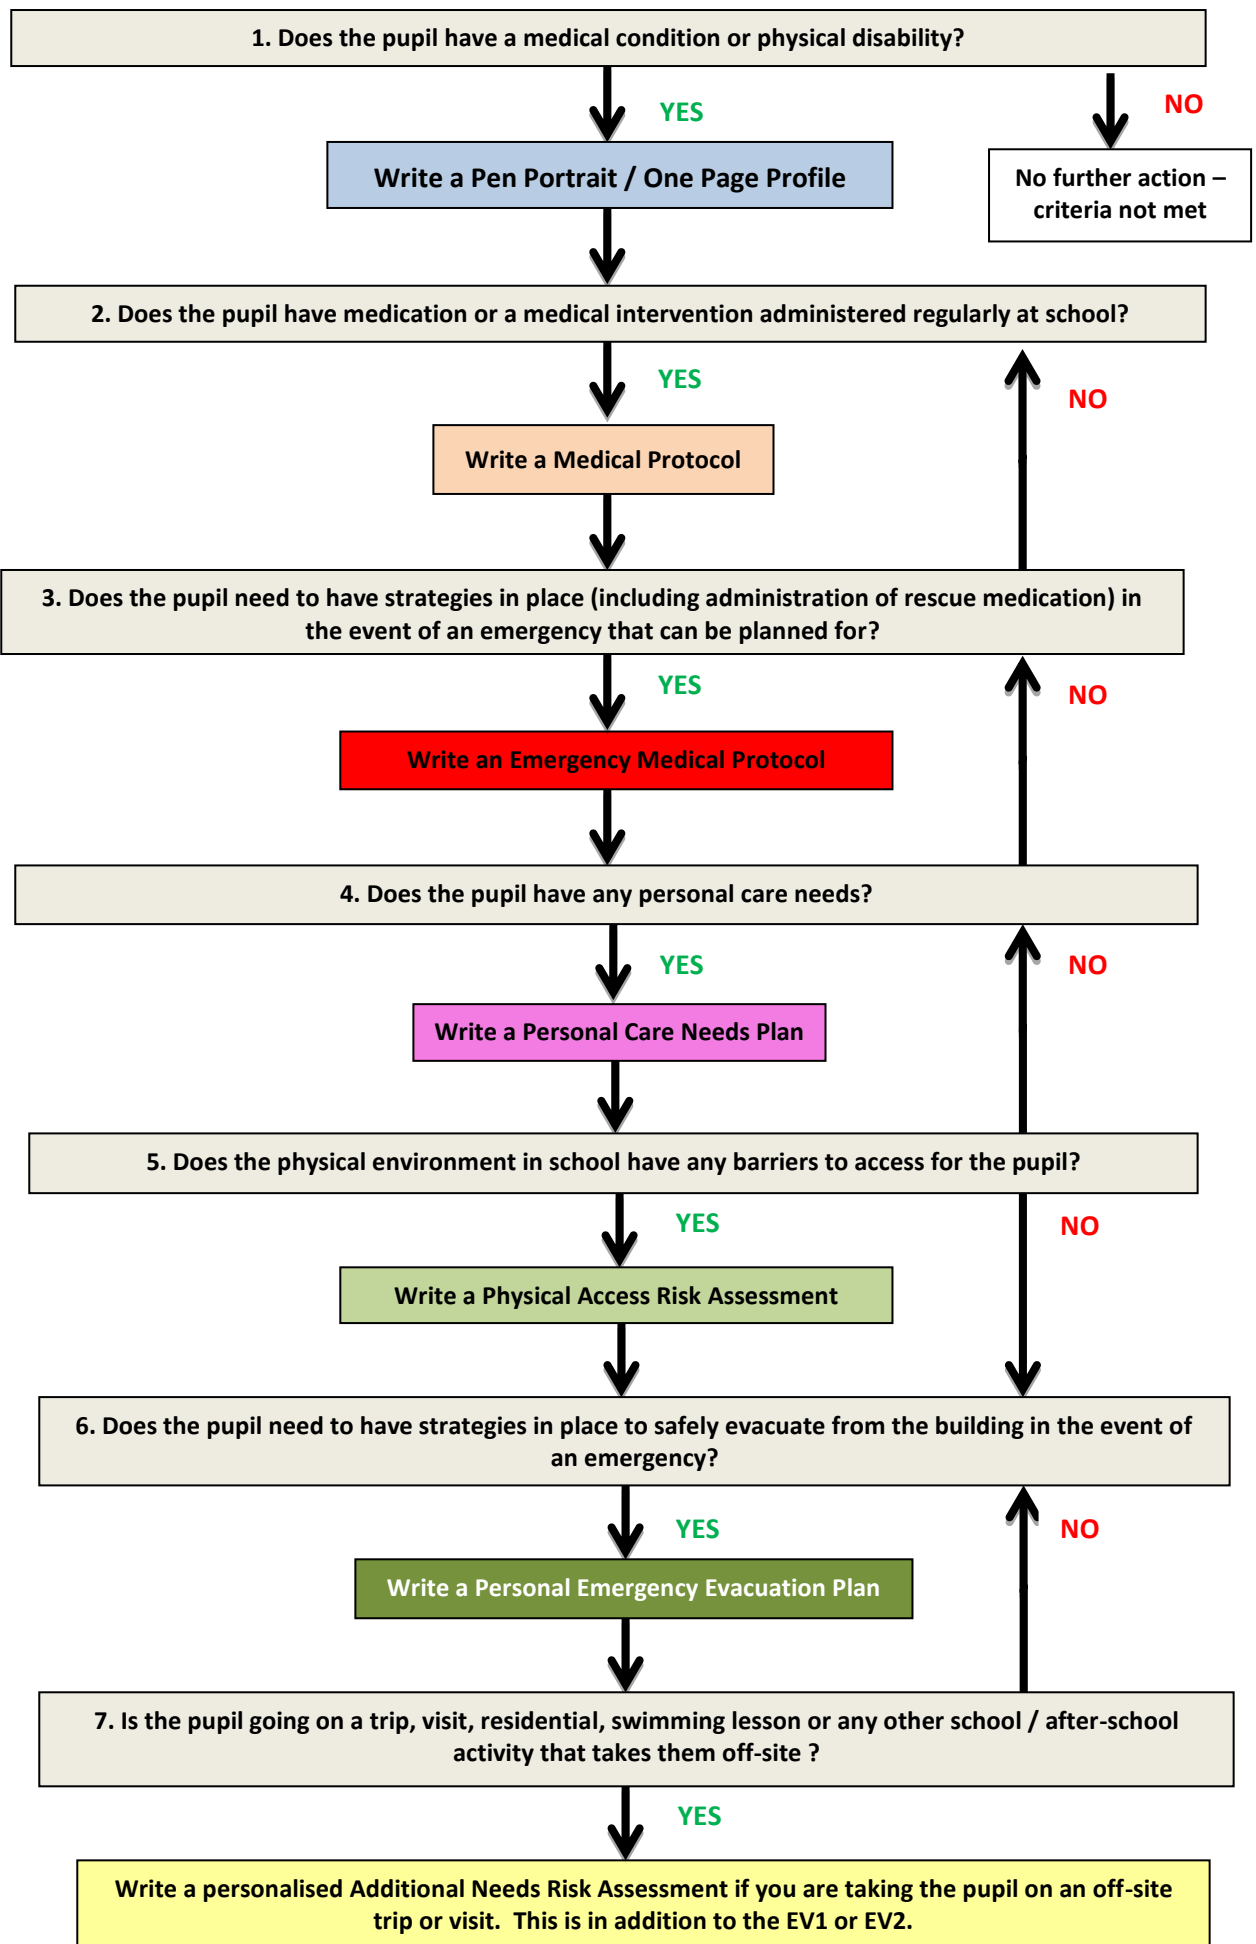 1. Does the pupil have a medical condition or physical disability?
YES
NO
Write a Pen Portrait / One Page Profile
No further action –
criteria not met
2. Does the pupil have medication or a medical intervention administered regularly at school?
YES
NO
Write a Medical Protocol
3. Does the pupil need to have strategies in place (including administration of rescue medication) in
the event of an emergency that can be planned for?
YES
NO
Write an Emergency Medical Protocol
4. Does the pupil have any personal care needs?
YES
NO
Write a Personal Care Needs Plan
5. Does the physical environment in school have any barriers to access for the pupil?
YES
NO
Write a Physical Access Risk Assessment
6. Does the pupil need to have strategies in place to safely evacuate from the building in the event of
an emergency?
YES
NO
Write a Personal Emergency Evacuation Plan
7. Is the pupil going on a trip, visit, residential, swimming lesson or any other school / after-school
activity that takes them off-site ?
YES
Write a personalised Additional Needs Risk Assessment if you are taking the pupil on an off-site
trip or visit.  This is in addition to the EV1 or EV2.